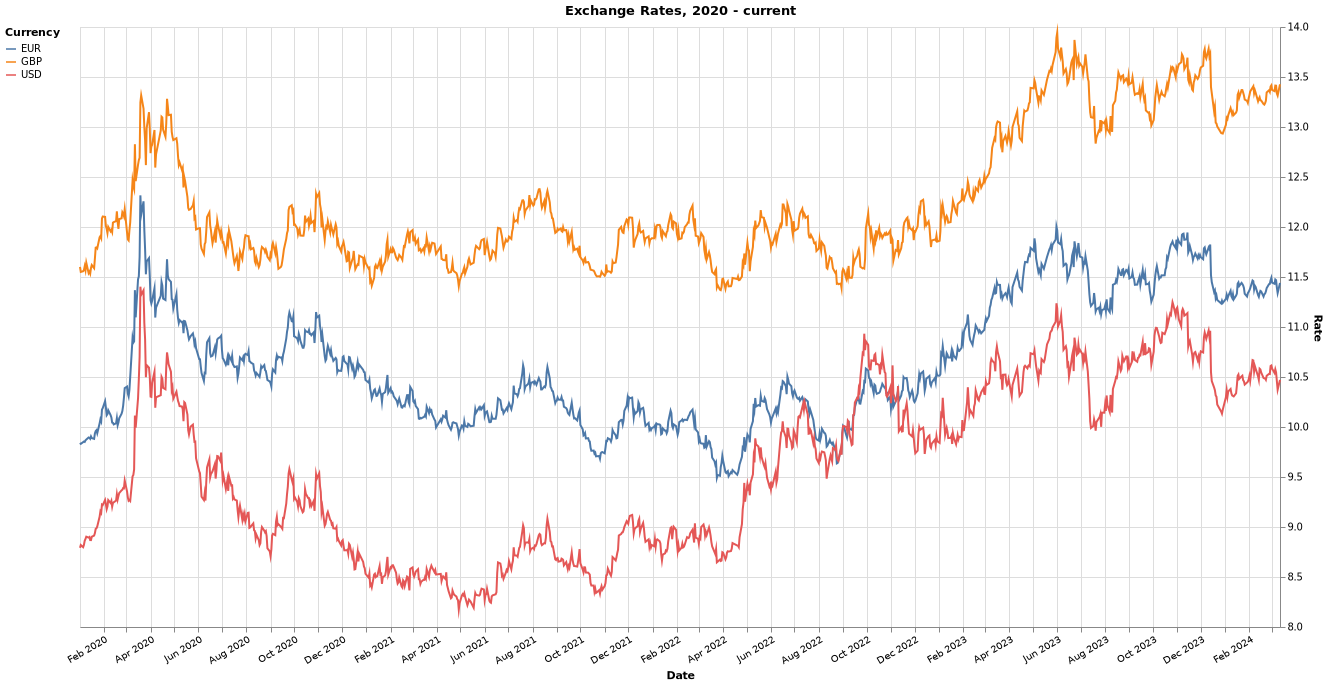 Exchange Rates, 2020 - current
Currency
EUR
GBP
USD
14.0
13.5
13.0
12.5
12.0
11.5
11.0
10.5
10.0
9.5
9.0
8.5
8.0
Rate
Feb 2020
Apr 2020
Jun 2020
Aug 2020
Oct 2020
Dec 2020
Feb 2021
Apr 2021
Jun 2021
Aug 2021
Oct 2021
Dec 2021
Feb 2022
Apr 2022
Jun 2022
Aug 2022
Oct 2022
Dec 2022
Feb 2023
Apr 2023
Jun 2023
Aug 2023
Oct 2023
Dec 2023
Feb 2024
Date